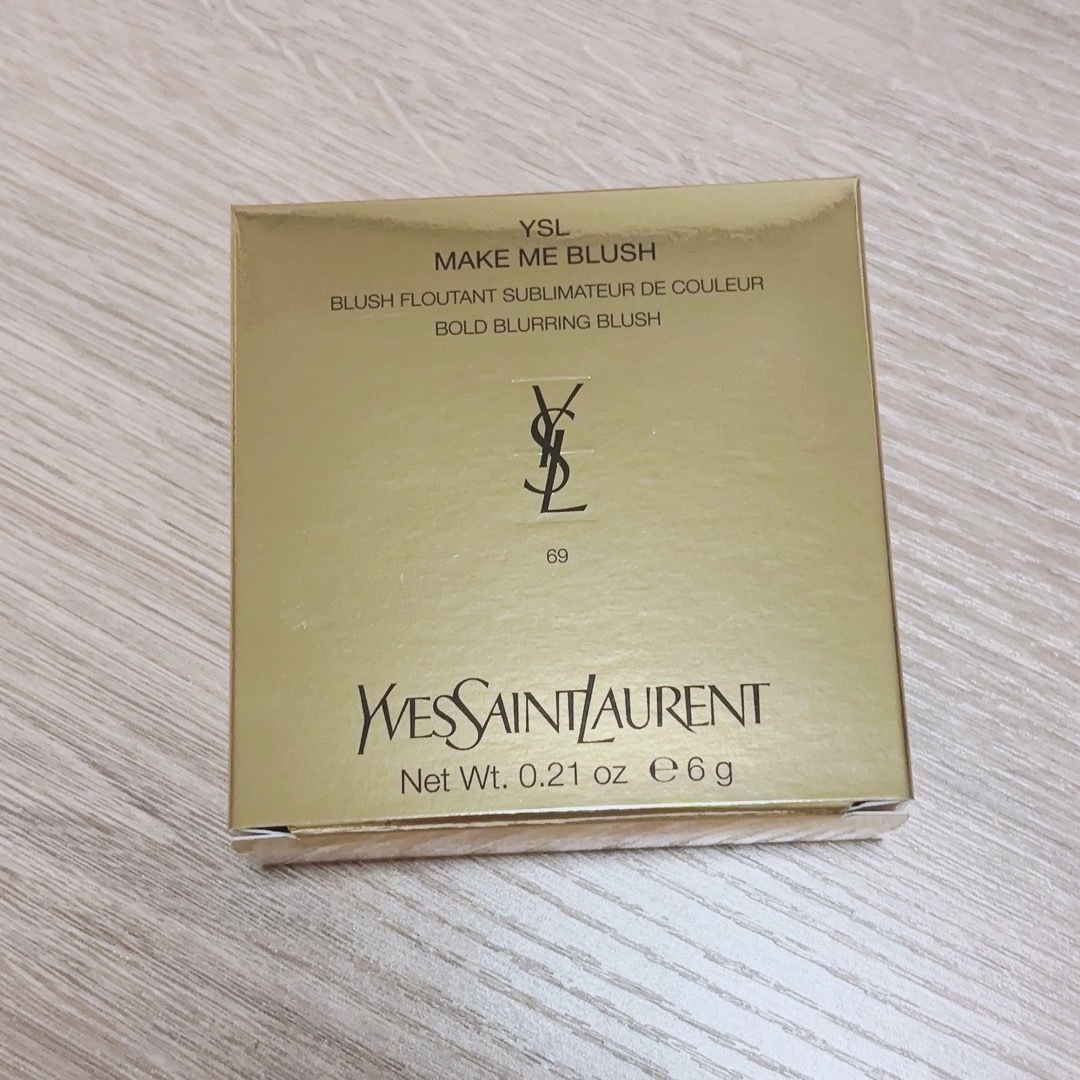 YSL
MAKE ME BLUSH
BLUSH FLOUTANT SUBLIMATEUR DE COULEUR
BOLD BLURRING BLUSH
YSL
69
YVESSAINTLAURENT
Net Wt. 0.21 oz ℮ 6 g